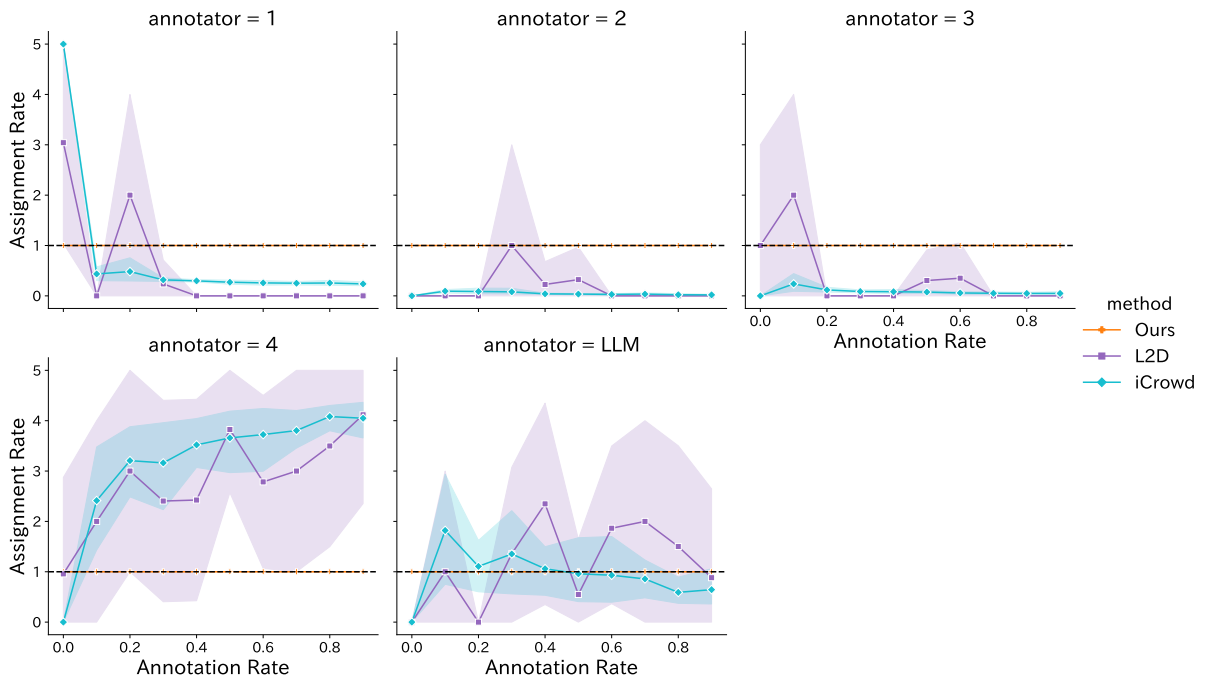 annotator = 1
annotator = 2
annotator = 3
5
4
3
2
1
0
Assignment Rate
0.0
0.2
0.4
0.6
0.8
Annotation Rate
annotator = 4
annotator = LLM
5
4
3
2
1
0
Assignment Rate
0.0
0.2
0.4
0.6
0.8
Annotation Rate
0.0
0.2
0.4
0.6
0.8
Annotation Rate
method
Ours
L2D
iCrowd